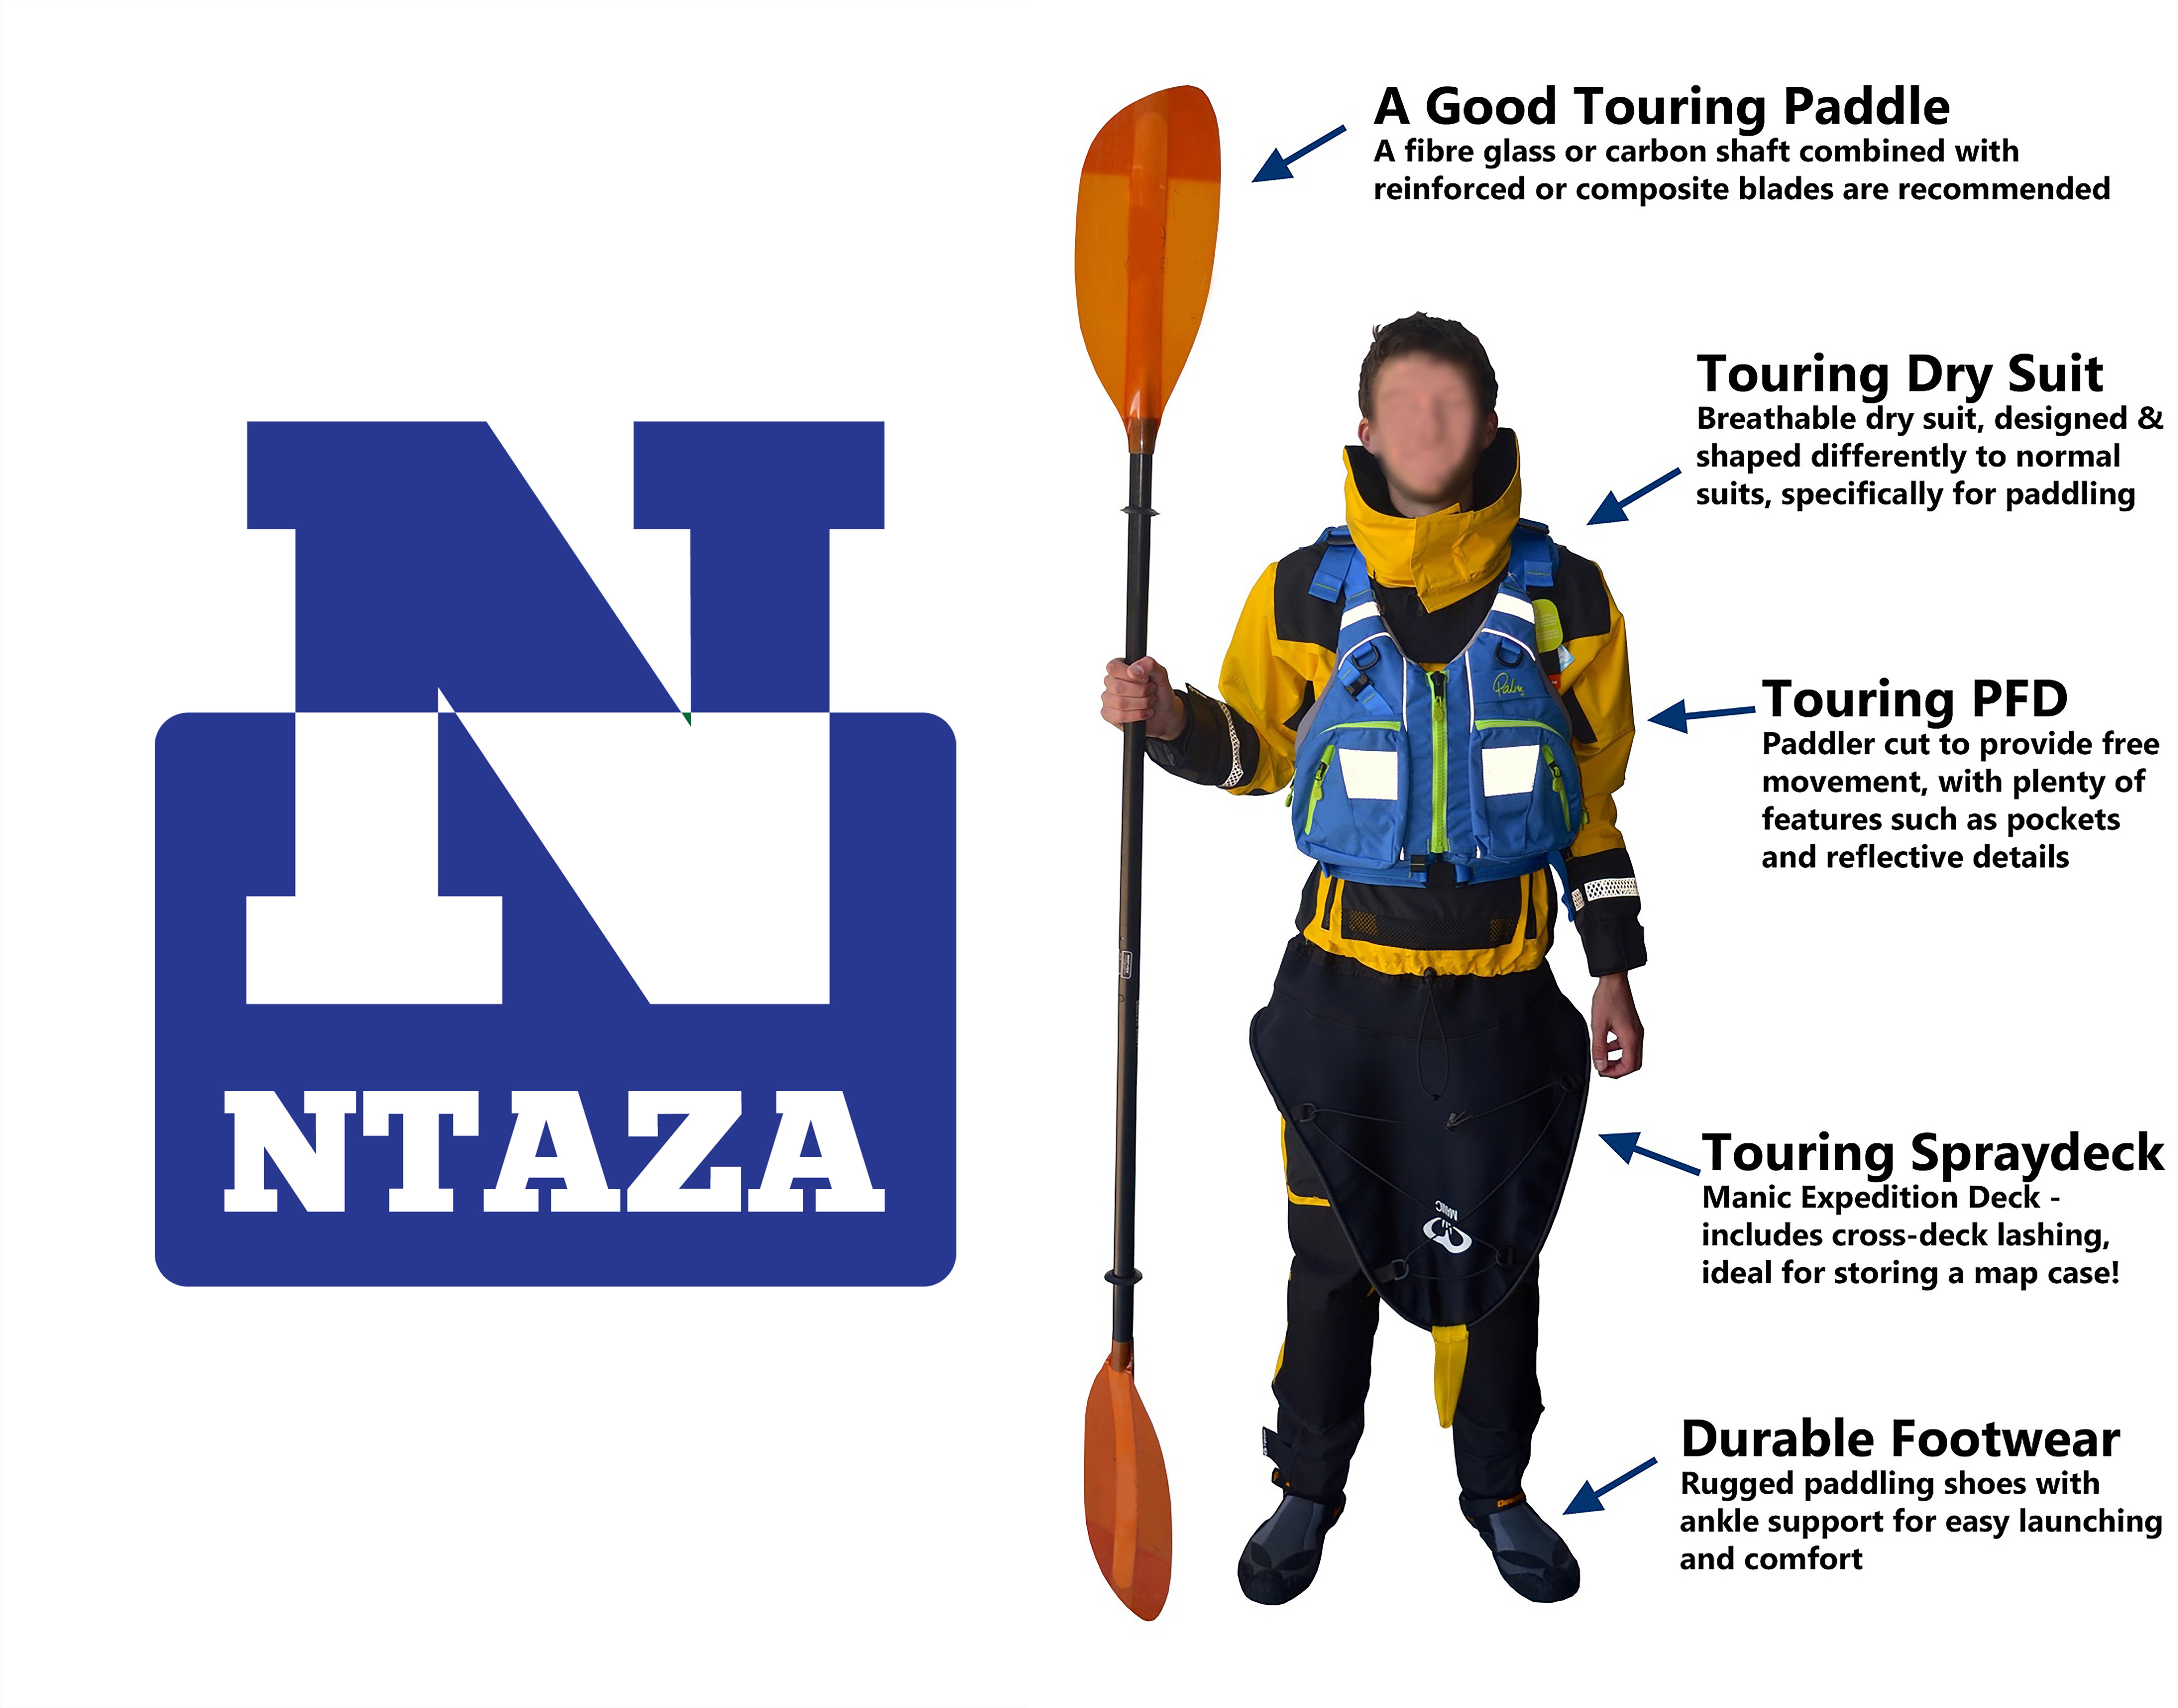 N
NTAZA
A Good Touring Paddle
A fibre glass or carbon shaft combined with
reinforced or composite blades are recommended
Touring Dry Suit
Breathable dry suit, designed &
shaped differently to normal
suits, specifically for paddling
Palm
Touring PFD
Paddler cut to provide free
movement, with plenty of
features such as pockets
and reflective details
Touring Spraydeck
Manic Expedition Deck -
includes cross-deck lashing,
ideal for storing a map case!
MANIC
Durable Footwear
Rugged paddling shoes with
ankle support for easy launching
and comfort